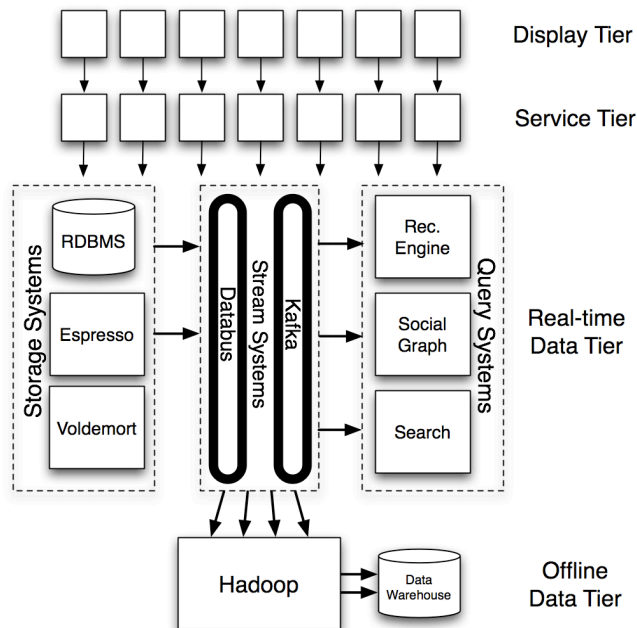 Display Tier
Service Tier
Storage Systems
RDBMS
Espresso
Voldemort
Databus
Stream Systems
Kafka
Rec.
Engine
Social
Graph
Search
Query Systems
Real-time
Data Tier
Hadoop
Data
Warehouse
Offline
Data Tier